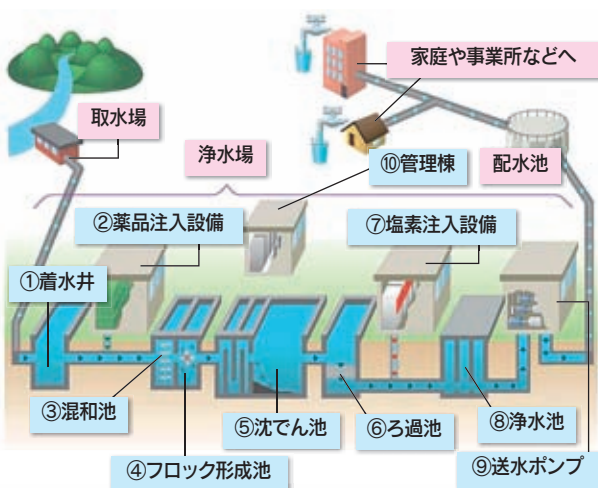 家庭や事業所などへ
取水場
浄水場
⑩管理棟
配水池
②薬品注入設備
⑦塩素注入設備
①着水井
③混和池
⑤沈でん池
⑥ろ過池
⑧浄水池
④フロック形成池
⑨送水ポンプ